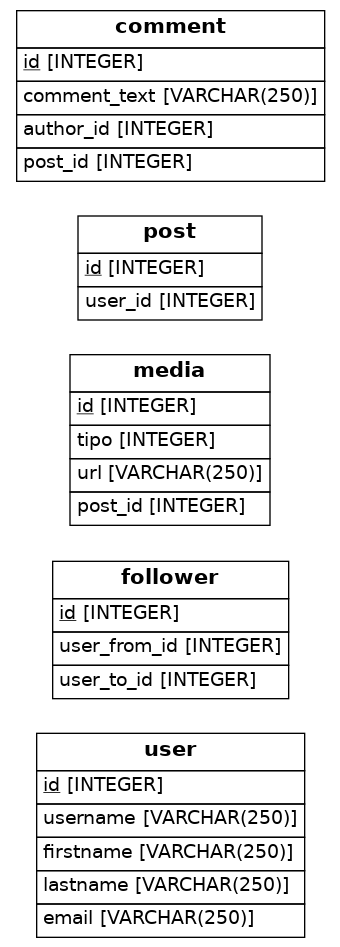 comment
id [INTEGER]
comment_text [VARCHAR(250)]
author_id [INTEGER]
post_id [INTEGER]
post
id [INTEGER]
user_id [INTEGER]
media
id [INTEGER]
tipo [INTEGER]
url [VARCHAR(250)]
post_id [INTEGER]
follower
id [INTEGER]
user_from_id [INTEGER]
user_to_id [INTEGER]
user
id [INTEGER]
username [VARCHAR(250)]
firstname [VARCHAR(250)]
lastname [VARCHAR(250)]
email [VARCHAR(250)]